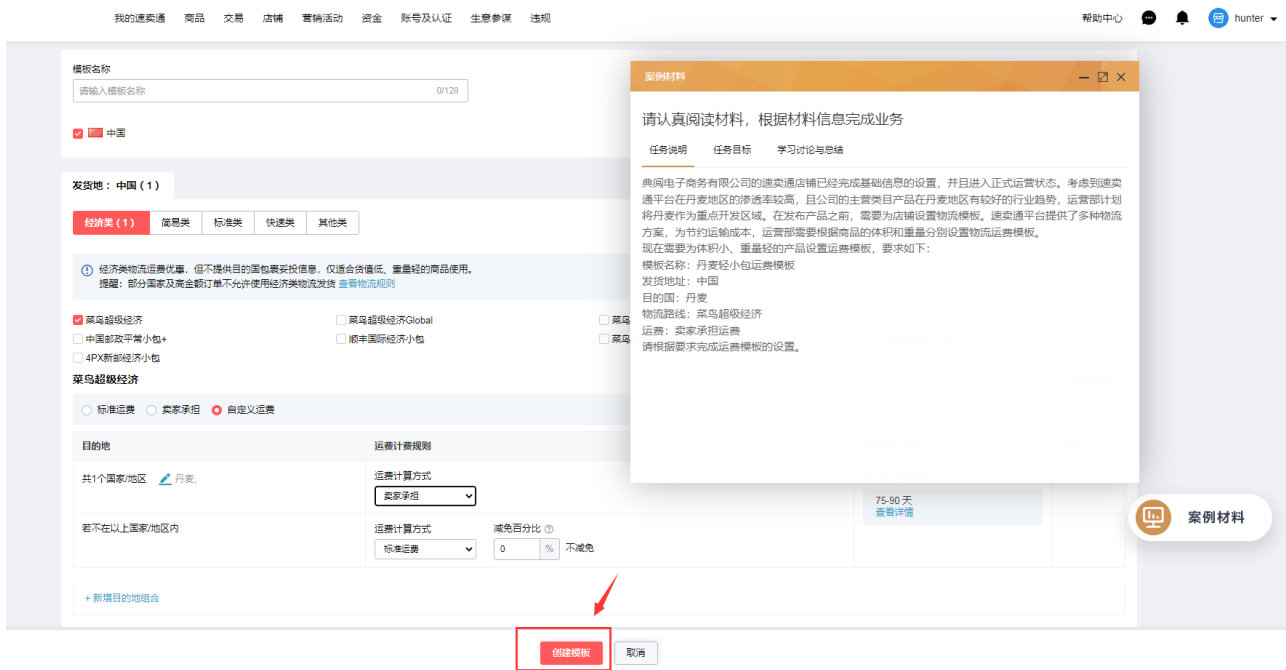 我的速卖通 商品 交易 店铺 营销活动 资金 账号及认证 生意参谋 违规 帮助中心 hunter
模板名称
请输入模板名称 0/128
中国
发货地：中国 ( 1 )
经济类 ( 1 ) 简易类 标准类 快速类 其他类
经济类物流运费优惠，但不提供目的国包裹妥投信息，仅适合货值低、重量轻的商品使用。
提醒：部分国家及高金额订单不允许使用经济类物流发货 查看物流规则
菜鸟超级经济 菜鸟超级经济Global 菜鸟
中国邮政平常小包+ 顺丰国际经济小包 菜鸟
4PX新邮经济小包
菜鸟超级经济
标准运费 卖家承担 自定义运费
目的地 运费计费规则
共1个国家/地区 丹麦,
运费计算方式
卖家承担
75-90 天
查看详情
若不在以上国家/地区内
运费计算方式 减免百分比
标准运费 0 % 不减免
+ 新增目的地组合
创建模板 取消
案例材料
请认真阅读材料，根据材料信息完成业务
任务说明 任务目标 学习讨论与总结
典阅电子商务有限公司的速卖通店铺已经完成基础信息的设置，并且进入正式运营状态。考虑到速卖
通平台在丹麦地区的渗透率较高，且公司的主营类目产品在丹麦地区有较好的行业趋势，运营部计划
将丹麦作为重点开发区域。在发布产品之前，需要为店铺设置物流模板。速卖通平台提供了多种物流
方案，为节约运输成本，运营部需要根据商品的体积和重量分别设置物流运费模板。
现在需要为体积小、重量轻的产品设置运费模板，要求如下：
模板名称：丹麦轻小包运费模板
发货地址：中国
目的国：丹麦
物流路线：菜鸟超级经济
运费：卖家承担运费
请根据要求完成运费模板的设置。
案例材料